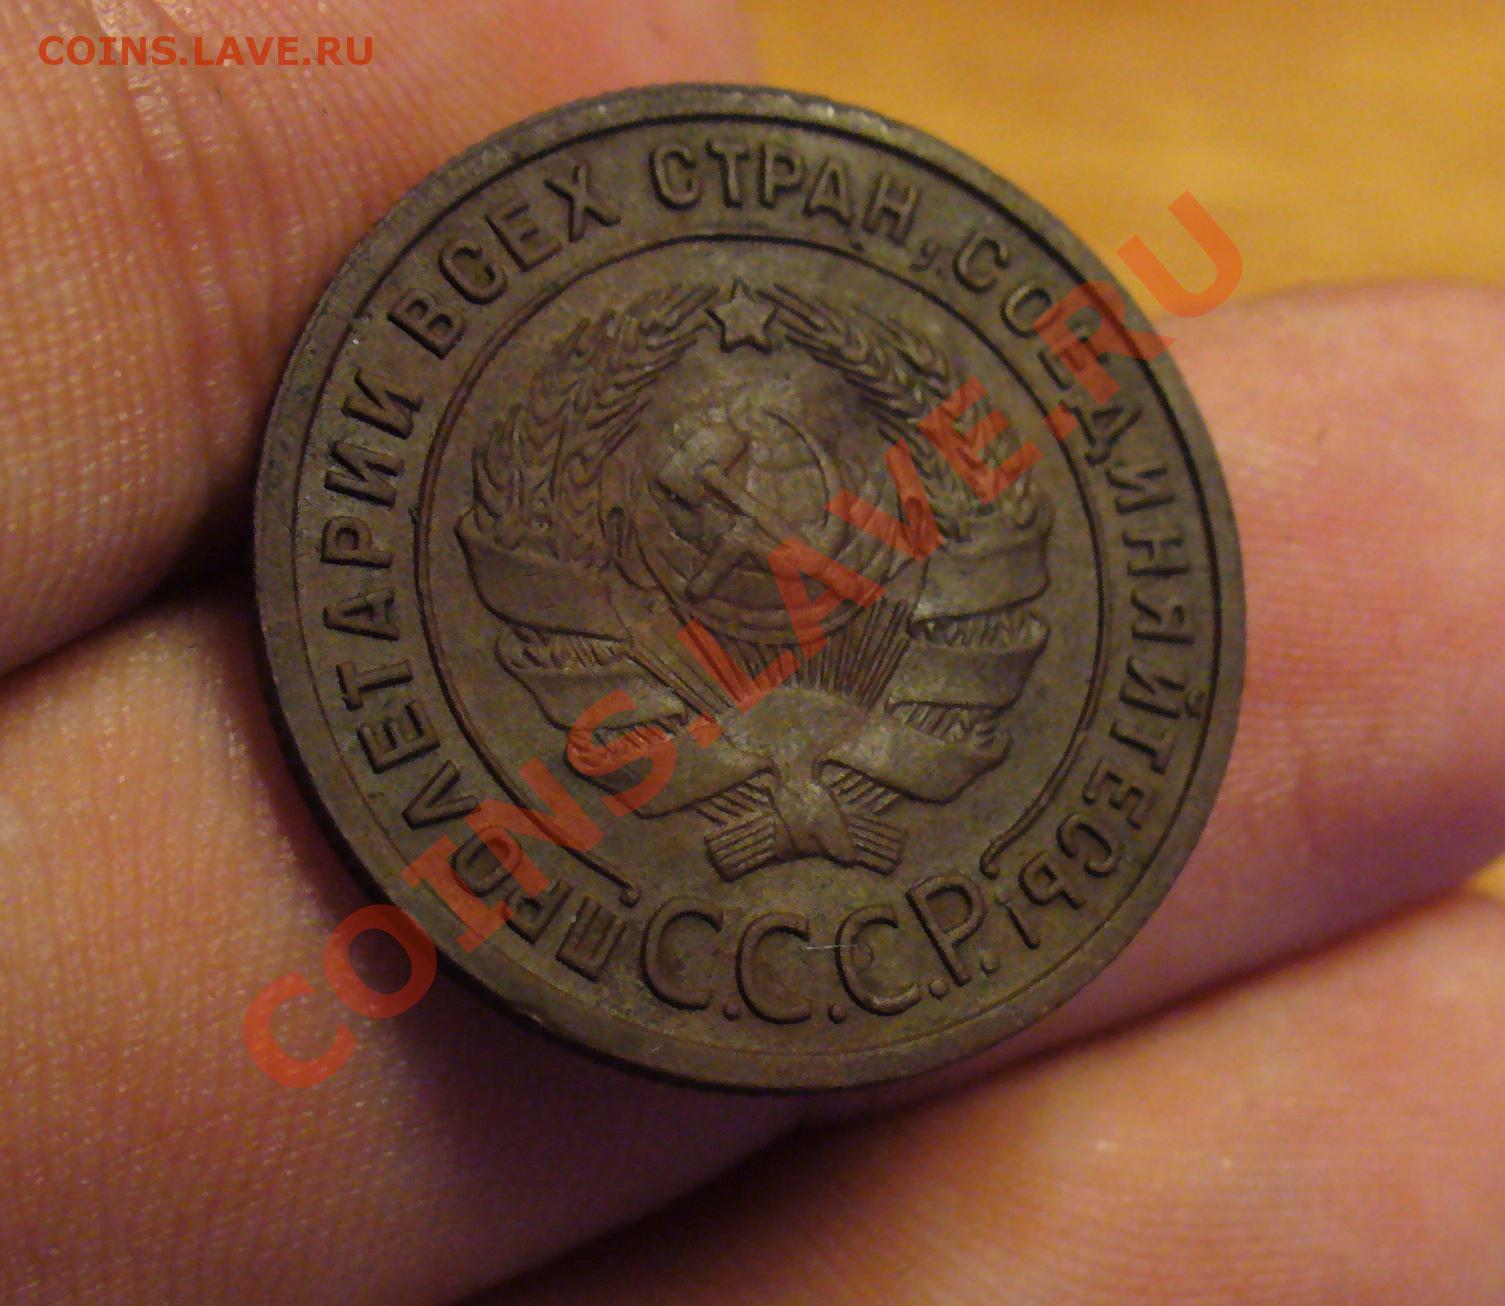 COINS.LAVE.RU
ПРОЛЕТАРИИ ВСЕХ СТРАН, СОЕДИНЯЙТЕСЬ!
С.С.С.Р.
COINS.LAVE.RU